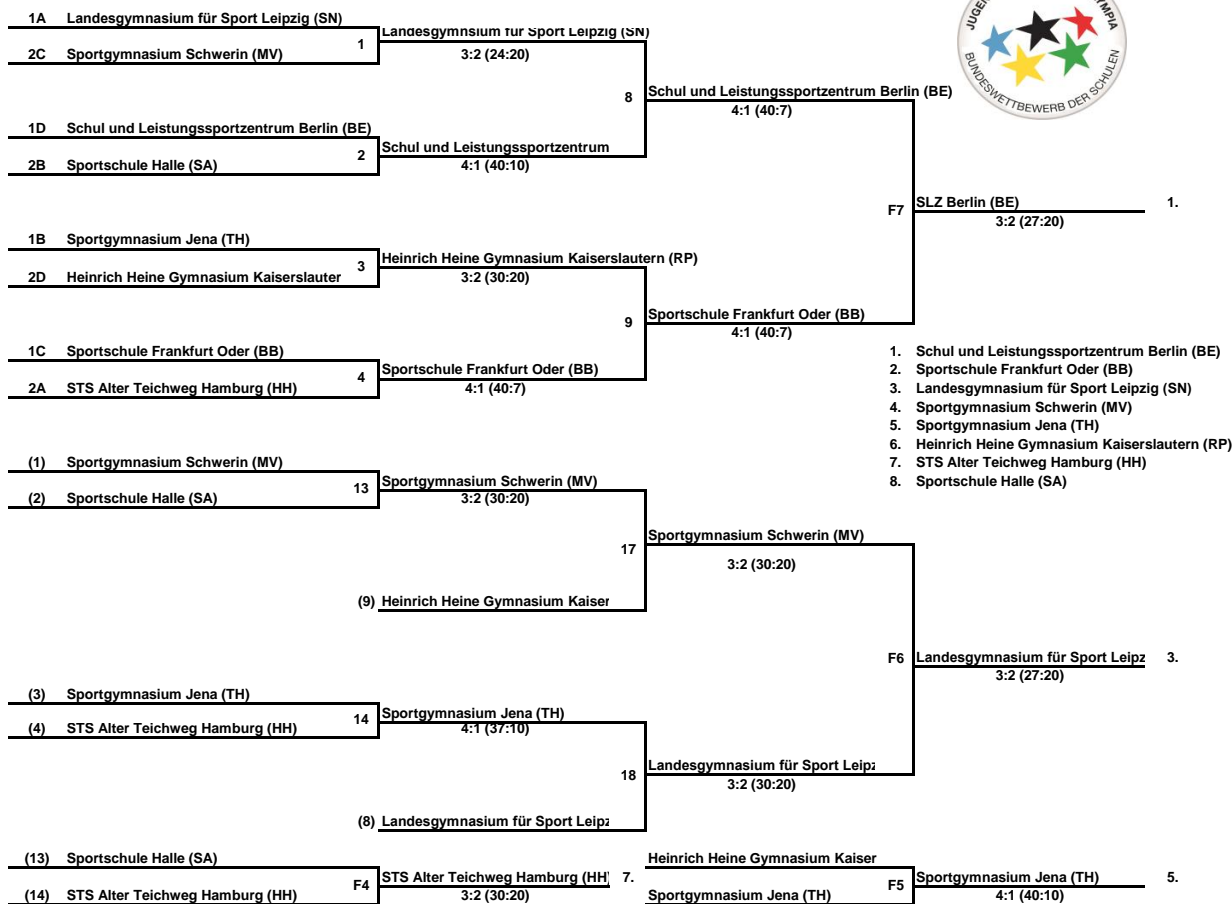 1A Landesgymnasium für Sport Leipzig (SN)
1
2C Sportgymnasium Schwerin (MV)
Landesgymnsium für Sport Leipzig (SN)
3:2 (24:20)
8
Schul und Leistungssportzentrum Berlin (BE)
4:1 (40:7)
1D Schul und Leistungssportzentrum Berlin (BE)
2
2B Sportschule Halle (SA)
Schul und Leistungssportzentrum
4:1 (40:10)
F7
SLZ Berlin (BE)
3:2 (27:20)
1.
1B Sportgymnasium Jena (TH)
3
2D Heinrich Heine Gymnasium Kaiserslauter
Heinrich Heine Gymnasium Kaiserslautern (RP)
3:2 (30:20)
9
Sportschule Frankfurt Oder (BB)
4:1 (40:7)
1C Sportschule Frankfurt Oder (BB)
4
2A STS Alter Teichweg Hamburg (HH)
Sportschule Frankfurt Oder (BB)
4:1 (40:7)
1. Schul und Leistungssportzentrum Berlin (BE)
2. Sportschule Frankfurt Oder (BB)
3. Landesgymnasium für Sport Leipzig (SN)
4. Sportgymnasium Schwerin (MV)
5. Sportgymnasium Jena (TH)
6. Heinrich Heine Gymnasium Kaiserslautern (RP)
7. STS Alter Teichweg Hamburg (HH)
8. Sportschule Halle (SA)
(1) Sportgymnasium Schwerin (MV)
13
(2) Sportschule Halle (SA)
Sportgymnasium Schwerin (MV)
3:2 (30:20)
17
Sportgymnasium Schwerin (MV)
3:2 (30:20)
(9) Heinrich Heine Gymnasium Kaiser
F6
Landesgymnasium für Sport Leipz
3:2 (27:20)
3.
(3) Sportgymnasium Jena (TH)
14
(4) STS Alter Teichweg Hamburg (HH)
Sportgymnasium Jena (TH)
4:1 (37:10)
18
Landesgymnasium für Sport Leipz
3:2 (30:20)
(8) Landesgymnasium für Sport Leipz
(13) Sportschule Halle (SA)
F4
(14) STS Alter Teichweg Hamburg (HH)
STS Alter Teichweg Hamburg (HH)
7.
3:2 (30:20)
Heinrich Heine Gymnasium Kaiser
F5
Sportgymnasium Jena (TH)
Sportgymnasium Jena (TH)
5.
4:1 (40:10)
BUNDESWETTBEWERB DER SCHULEN